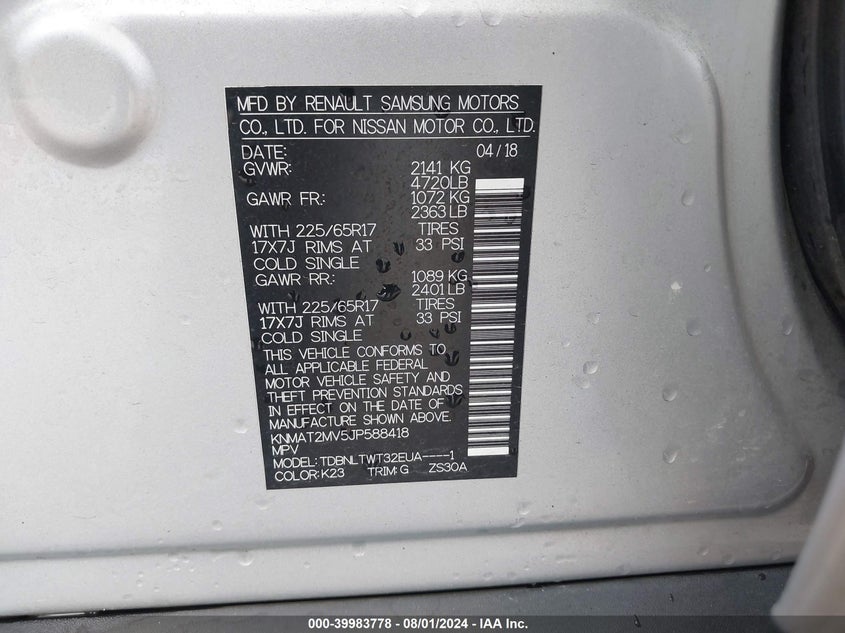 MFD BY RENAULT SAMSUNG MOTORS
CO., LTD. FOR NISSAN MOTOR CO., LTD.
DATE: 04/18
GVWR: 2141 KG
4720LB
GAWR FR: 1072 KG
2363 LB
WITH 225/65R17 TIRES
17X7J RIMS AT 33 PSI
COLD SINGLE
GAWR RR: 1089 KG
2401 LB
WITH 225/65R17 TIRES
17X7J RIMS AT 33 PSI
COLD SINGLE
THIS VEHICLE CONFORMS TO
ALL APPLICABLE FEDERAL
MOTOR VEHICLE SAFETY AND
THEFT PREVENTION STANDARDS
IN EFFECT ON THE DATE OF
MANUFACTURE SHOWN ABOVE.
KNMAT2MV5JP588418
MPV
MODEL: TDBNLTWT32EUA----1
COLOR: K23 TRIM: G ZS30A
000-39983778 - 08/01/2024 - IAA Inc.